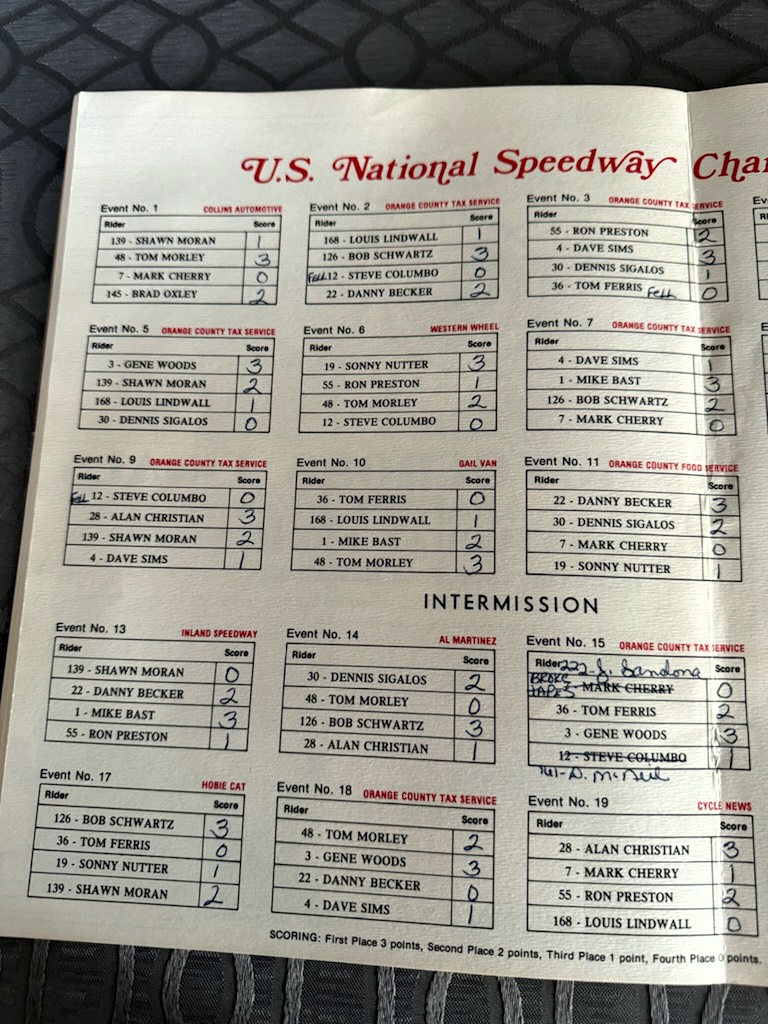 U.S. National Speedway Cha
Event No. 1 COLLINS AUTOMOTIVE
Rider Score
139 - SHAWN MORAN 1
48 - TOM MORLEY 3
7 - MARK CHERRY 0
145 - BRAD OXLEY 2
Event No. 2 ORANGE COUNTY TAX SERVICE
Rider Score
168 - LOUIS LINDWALL 1
126 - BOB SCHWARTZ 3
Fell 12 - STEVE COLUMBO 0
22 - DANNY BECKER 2
Event No. 3 ORANGE COUNTY TAX SERVICE
Rider Score
55 - RON PRESTON 2
4 - DAVE SIMS 3
30 - DENNIS SIGALOS 1
36 - TOM FERRIS Fell 0
Event No. 5 ORANGE COUNTY TAX SERVICE
Rider Score
3 - GENE WOODS 3
139 - SHAWN MORAN 2
168 - LOUIS LINDWALL 1
30 - DENNIS SIGALOS 0
Event No. 6 WESTERN WHEEL
Rider Score
19 - SONNY NUTTER 3
55 - RON PRESTON 1
48 - TOM MORLEY 2
12 - STEVE COLUMBO 0
Event No. 7 ORANGE COUNTY TAX SERVICE
Rider Score
4 - DAVE SIMS 1
1 - MIKE BAST 3
126 - BOB SCHWARTZ 2
7 - MARK CHERRY 0
Event No. 9 ORANGE COUNTY TAX SERVICE
Rider Score
Fell 12 - STEVE COLUMBO 0
28 - ALAN CHRISTIAN 3
139 - SHAWN MORAN 2
4 - DAVE SIMS 1
Event No. 10 GAIL VAN
Rider Score
36 - TOM FERRIS 0
168 - LOUIS LINDWALL 1
1 - MIKE BAST 2
48 - TOM MORLEY 3
Event No. 11 ORANGE COUNTY FOOD SERVICE
Rider Score
22 - DANNY BECKER 3
30 - DENNIS SIGALOS 2
7 - MARK CHERRY 0
19 - SONNY NUTTER 1
INTERMISSION
Event No. 13 INLAND SPEEDWAY
Rider Score
139 - SHAWN MORAN 0
22 - DANNY BECKER 2
1 - MIKE BAST 3
55 - RON PRESTON 1
Event No. 14 AL MARTINEZ
Rider Score
30 - DENNIS SIGALOS 2
48 - TOM MORLEY 0
126 - BOB SCHWARTZ 3
28 - ALAN CHRISTIAN 1
Event No. 15 ORANGE COUNTY TAX SERVICE
Rider Sandona Score
BROKE TAPES MARK CHERRY 0
36 - TOM FERRIS 2
3 - GENE WOODS 3
12 - STEVE COLUMBO 1
D. McNeil
Event No. 17 HOBIE CAT
Rider Score
126 - BOB SCHWARTZ 3
36 - TOM FERRIS 0
19 - SONNY NUTTER 1
139 - SHAWN MORAN 2
Event No. 18 ORANGE COUNTY TAX SERVICE
Rider Score
48 - TOM MORLEY 2
3 - GENE WOODS 3
22 - DANNY BECKER 0
4 - DAVE SIMS 1
Event No. 19 CYCLE NEWS
Rider Score
28 - ALAN CHRISTIAN 3
7 - MARK CHERRY 1
55 - RON PRESTON 2
168 - LOUIS LINDWALL 0
SCORING: First Place 3 points, Second Place 2 points, Third Place 1 point, Fourth Place 0 points.